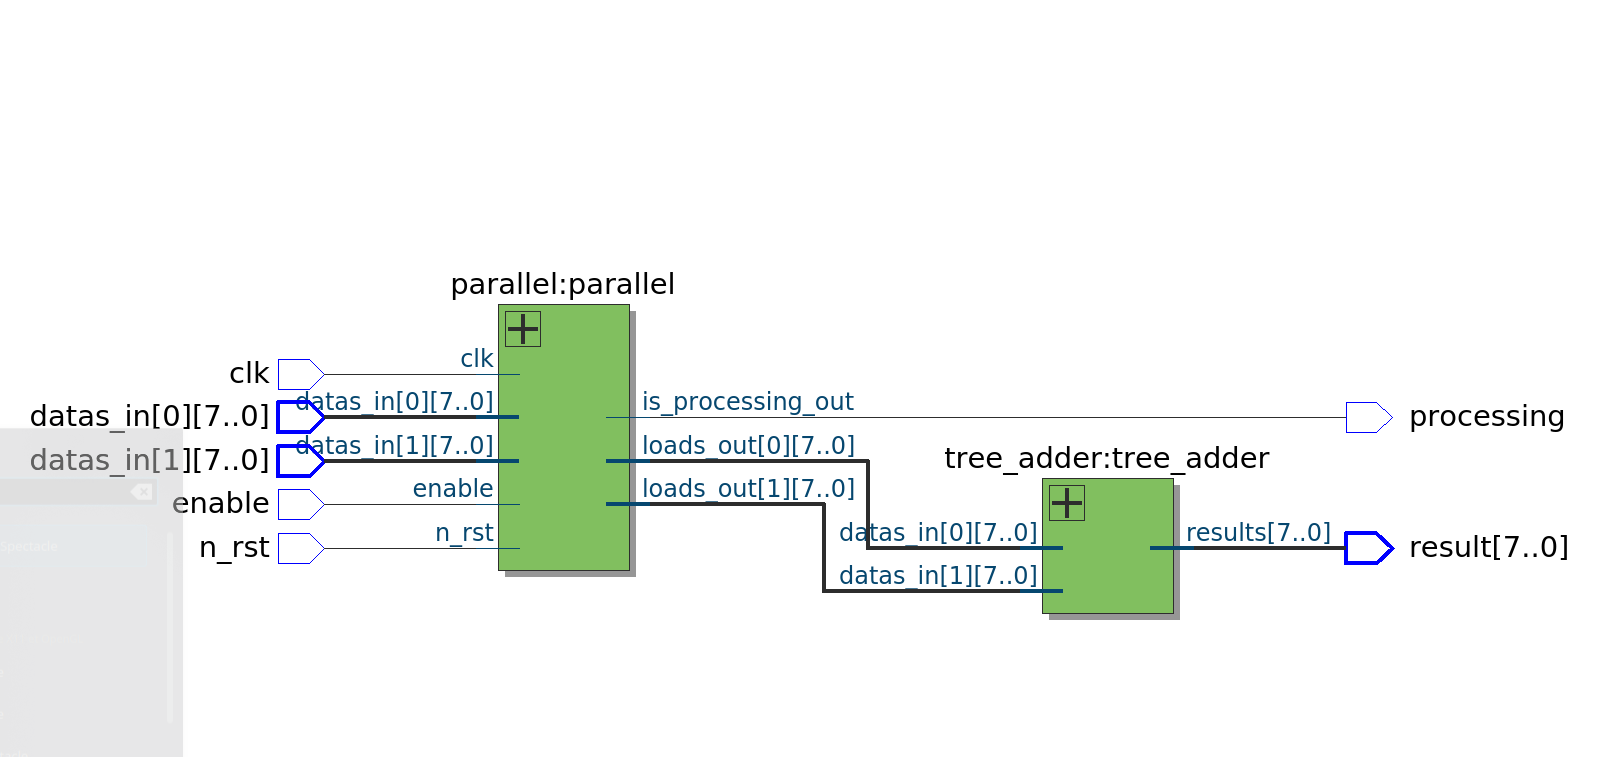 parallel:parallel
clk
clk
datas_in[0][7..0]
datas_in[0][7..0]
is_processing_out
processing
datas_in[1][7..0]
datas_in[1][7..0]
loads_out[0][7..0]
tree_adder:tree_adder
enable
enable
loads_out[1][7..0]
n_rst
n_rst
datas_in[0][7..0]
results[7..0]
result[7..0]
datas_in[1][7..0]
Spectacle